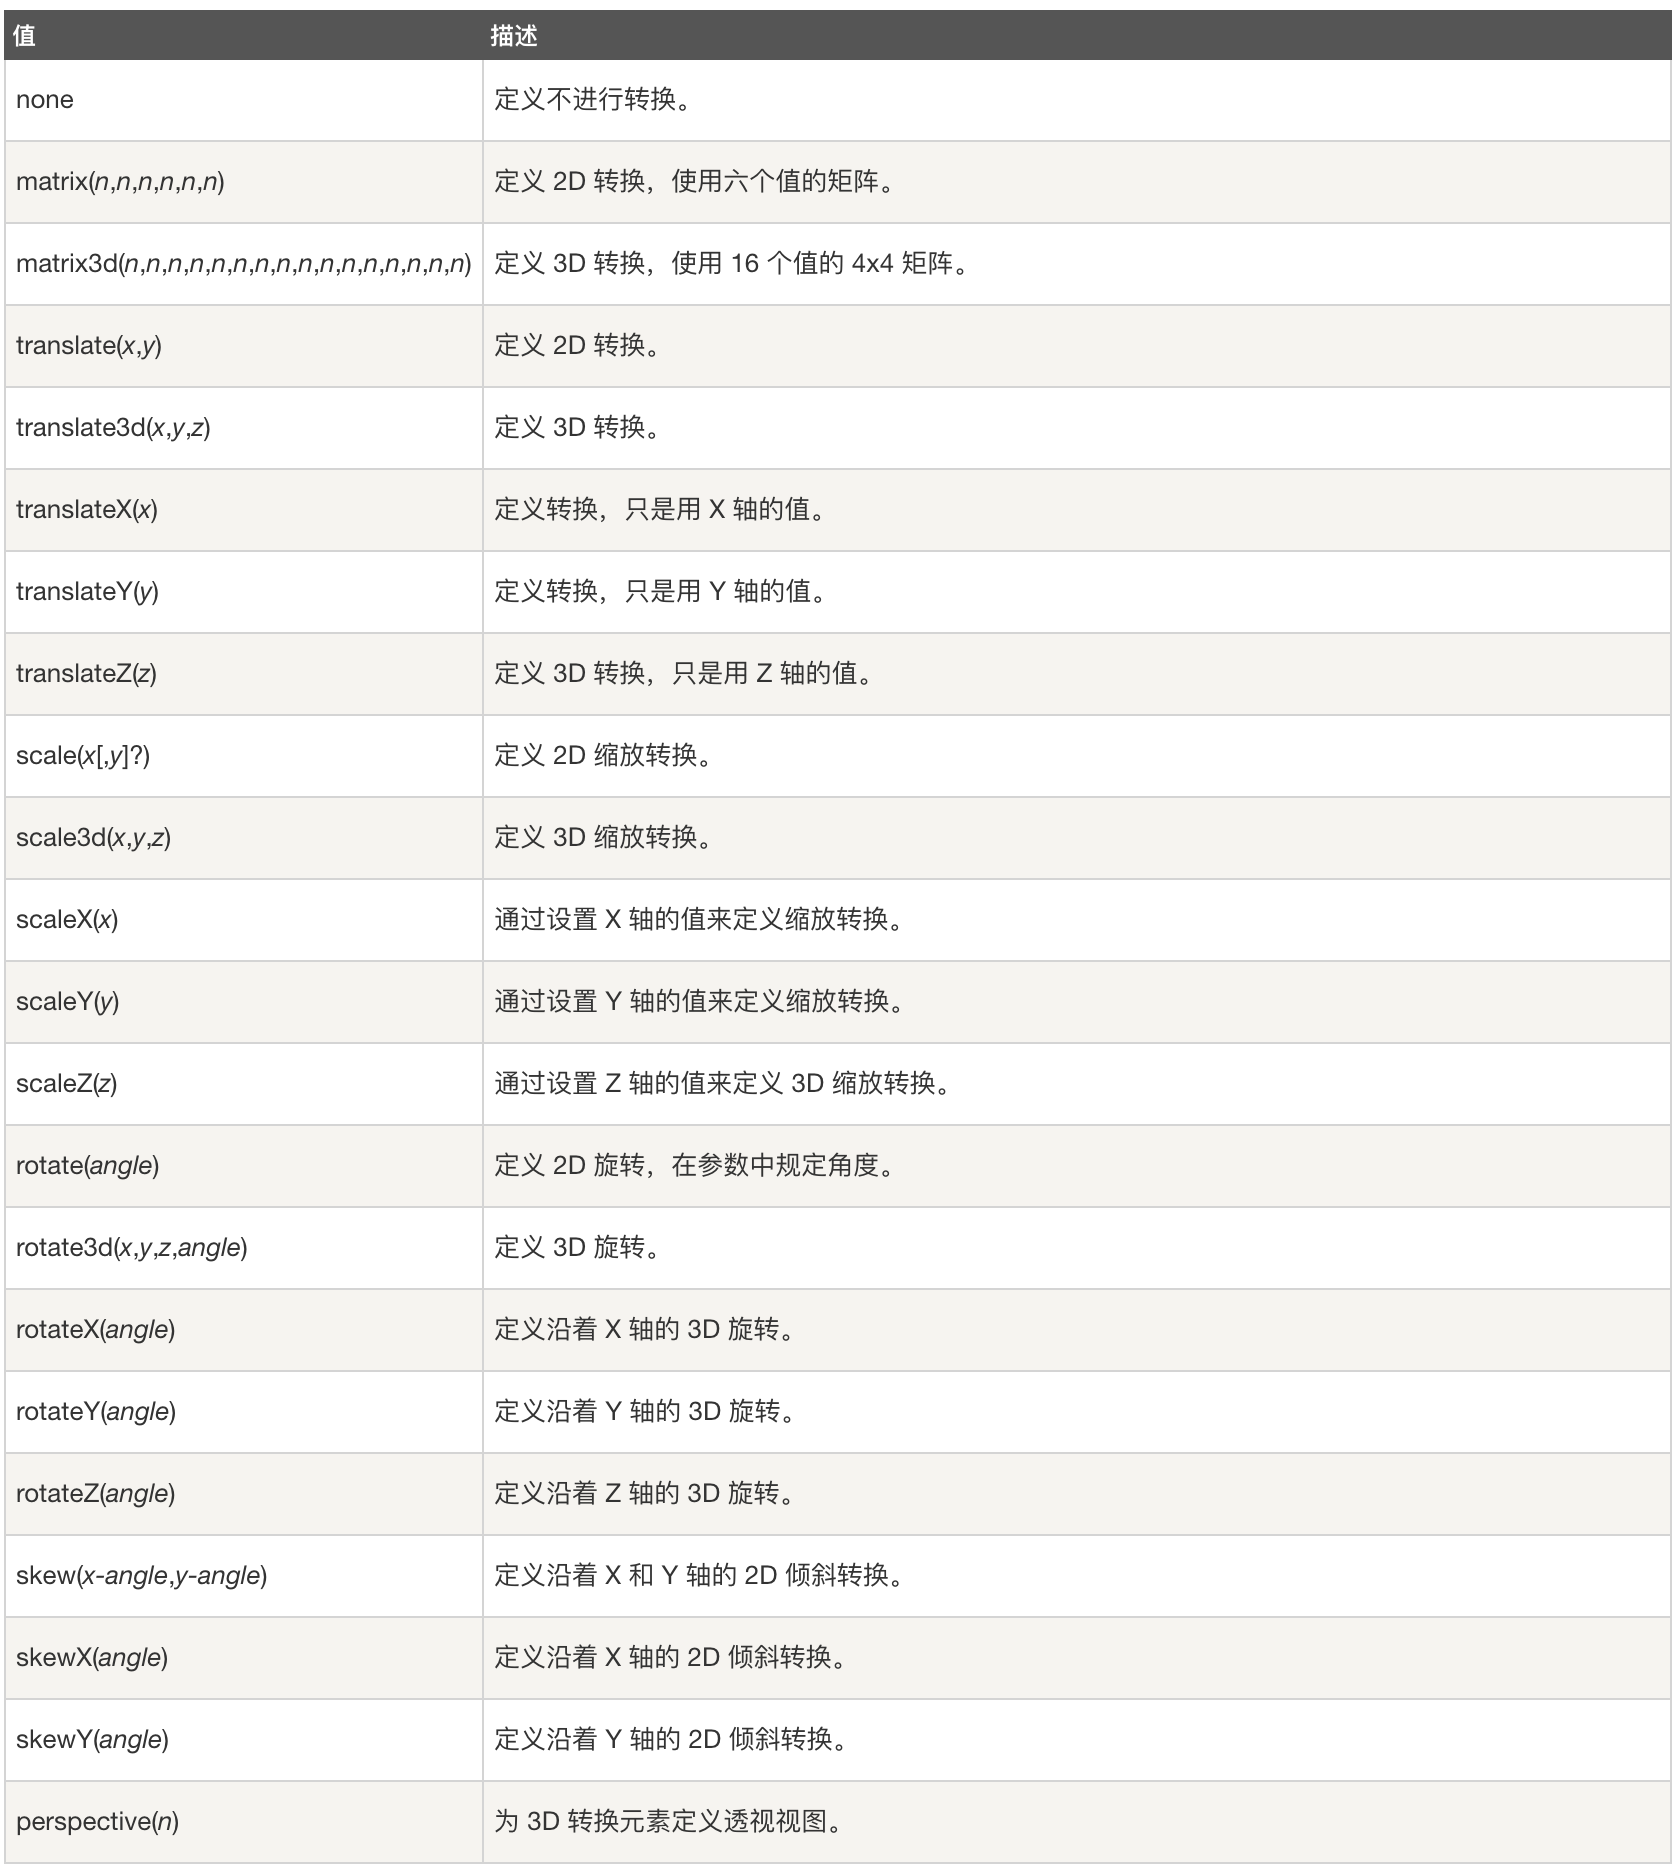 值 描述
none 定义不进行转换。
matrix(n,n,n,n,n,n) 定义 2D 转换，使用六个值的矩阵。
matrix3d(n,n,n,n,n,n,n,n,n,n,n,n,n,n,n,n) 定义 3D 转换，使用 16 个值的 4x4 矩阵。
translate(x,y) 定义 2D 转换。
translate3d(x,y,z) 定义 3D 转换。
translateX(x) 定义转换，只是用 X 轴的值。
translateY(y) 定义转换，只是用 Y 轴的值。
translateZ(z) 定义 3D 转换，只是用 Z 轴的值。
scale(x[,y]?) 定义 2D 缩放转换。
scale3d(x,y,z) 定义 3D 缩放转换。
scaleX(x) 通过设置 X 轴的值来定义缩放转换。
scaleY(y) 通过设置 Y 轴的值来定义缩放转换。
scaleZ(z) 通过设置 Z 轴的值来定义 3D 缩放转换。
rotate(angle) 定义 2D 旋转，在参数中规定角度。
rotate3d(x,y,z,angle) 定义 3D 旋转。
rotateX(angle) 定义沿着 X 轴的 3D 旋转。
rotateY(angle) 定义沿着 Y 轴的 3D 旋转。
rotateZ(angle) 定义沿着 Z 轴的 3D 旋转。
skew(x-angle,y-angle) 定义沿着 X 和 Y 轴的 2D 倾斜转换。
skewX(angle) 定义沿着 X 轴的 2D 倾斜转换。
skewY(angle) 定义沿着 Y 轴的 2D 倾斜转换。
perspective(n) 为 3D 转换元素定义透视视图。